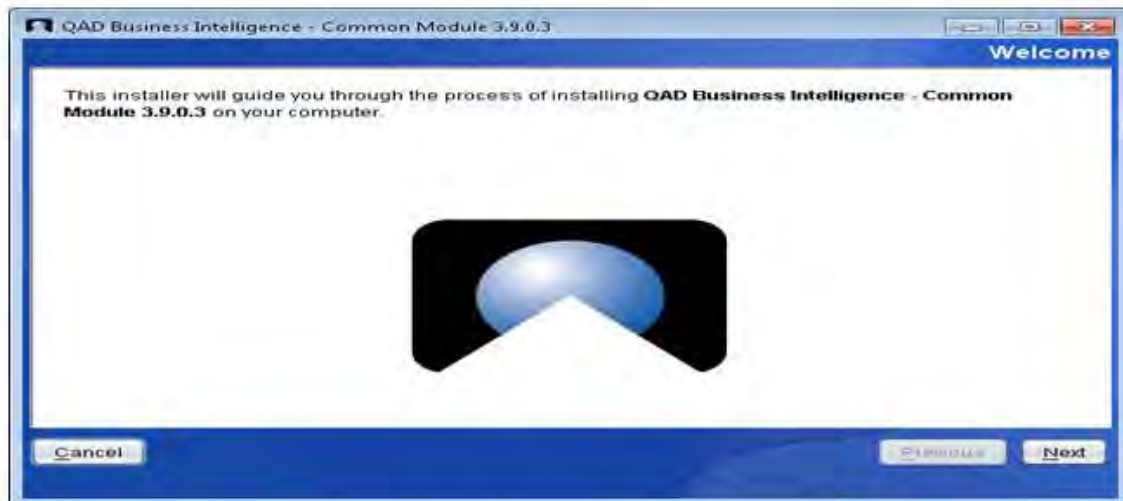 QAD Business Intelligence - Common Module 3.9.0.3
Welcome
This installer will guide you through the process of installing QAD Business Intelligence - Common
Module 3.9.0.3 on your computer.
Cancel
Previous
Next